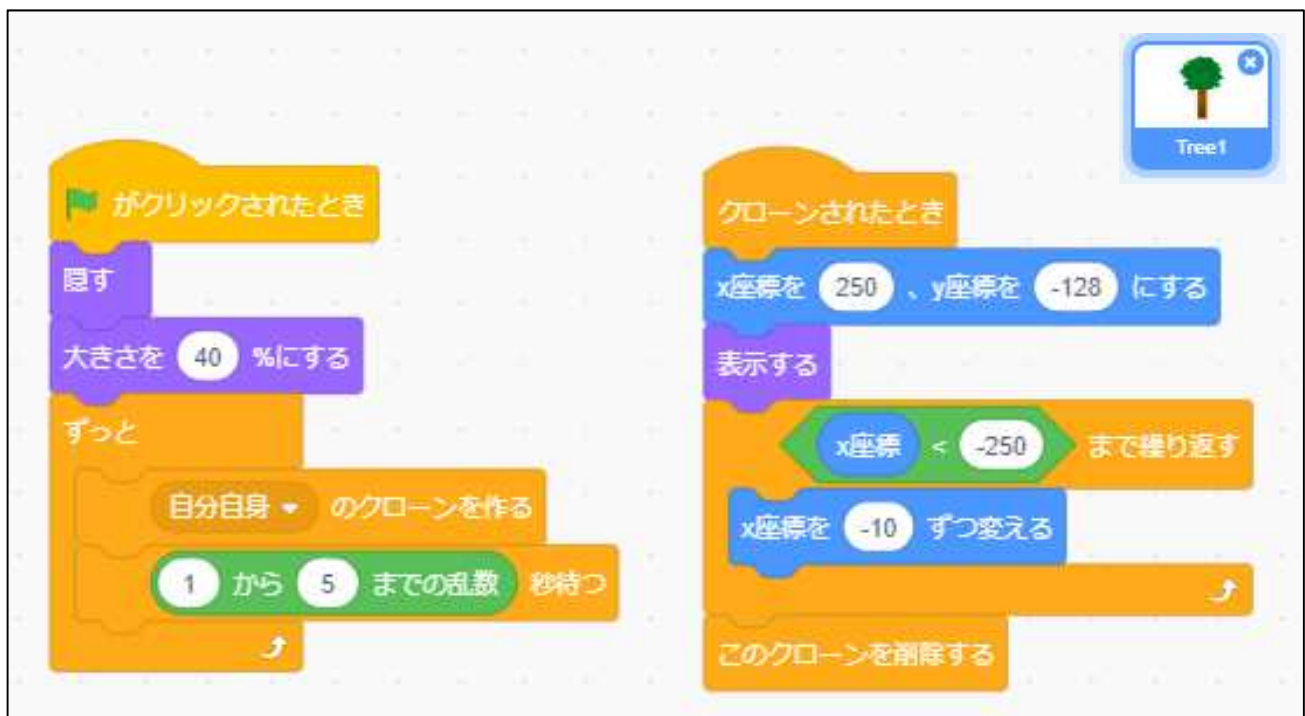 がクリックされたとき
隠す
大きさを 40 %にする
ずっと
自分自身 のクローンを作る
1 から 5 までの乱数 秒待つ
クローンされたとき
x座標を 250 、y座標を -128 にする
表示する
x座標 < -250 まで繰り返す
x座標を -10 ずつ変える
このクローンを削除する
Tree1